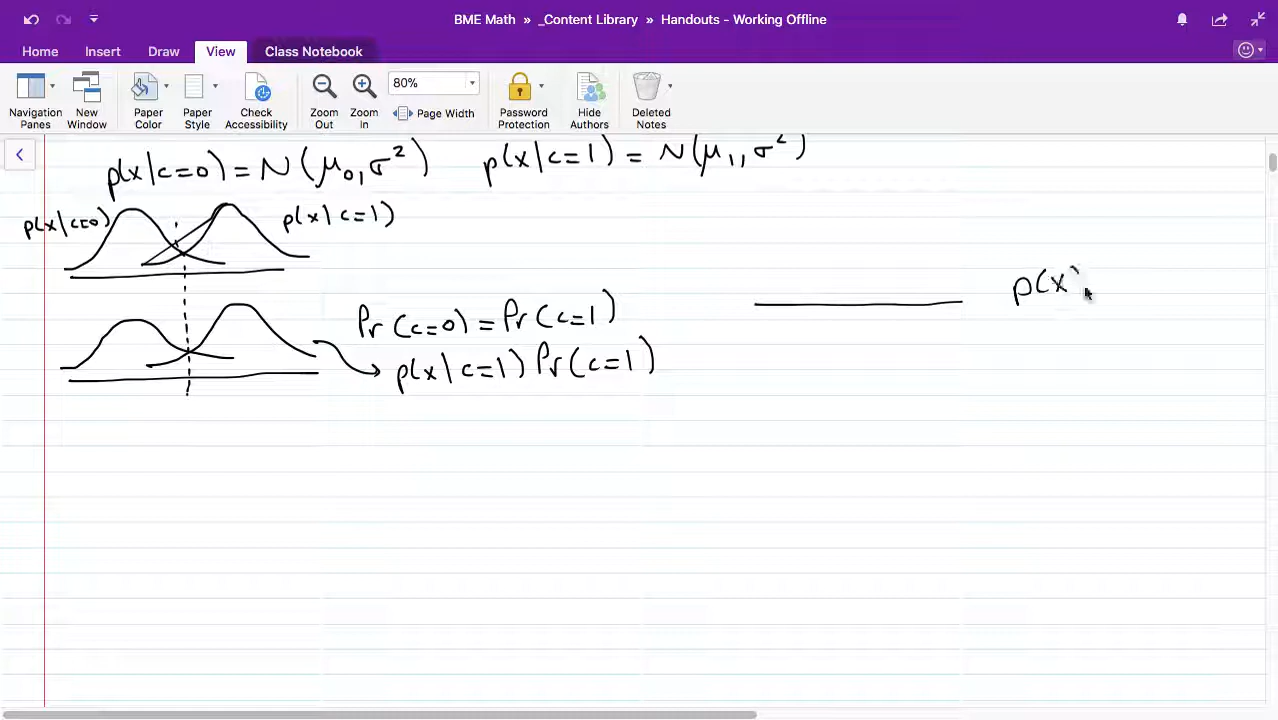 BME Math » _Content Library » Handouts - Working Offline
Home Insert Draw View Class Notebook
Navigation Panes
New Window
Paper Color
Paper Style
Check Accessibility
Zoom Out
Zoom In
80%
Page Width
Password Protection
Hide Authors
Deleted Notes
p(x|c=0) = N(μ₀, σ²) p(x|c=1) = N(μ₁, σ²)
p(x|c=0) p(x|c=1)
p(x)
Pr(c=0) = Pr(c=1)
p(x|c=1) Pr(c=1)